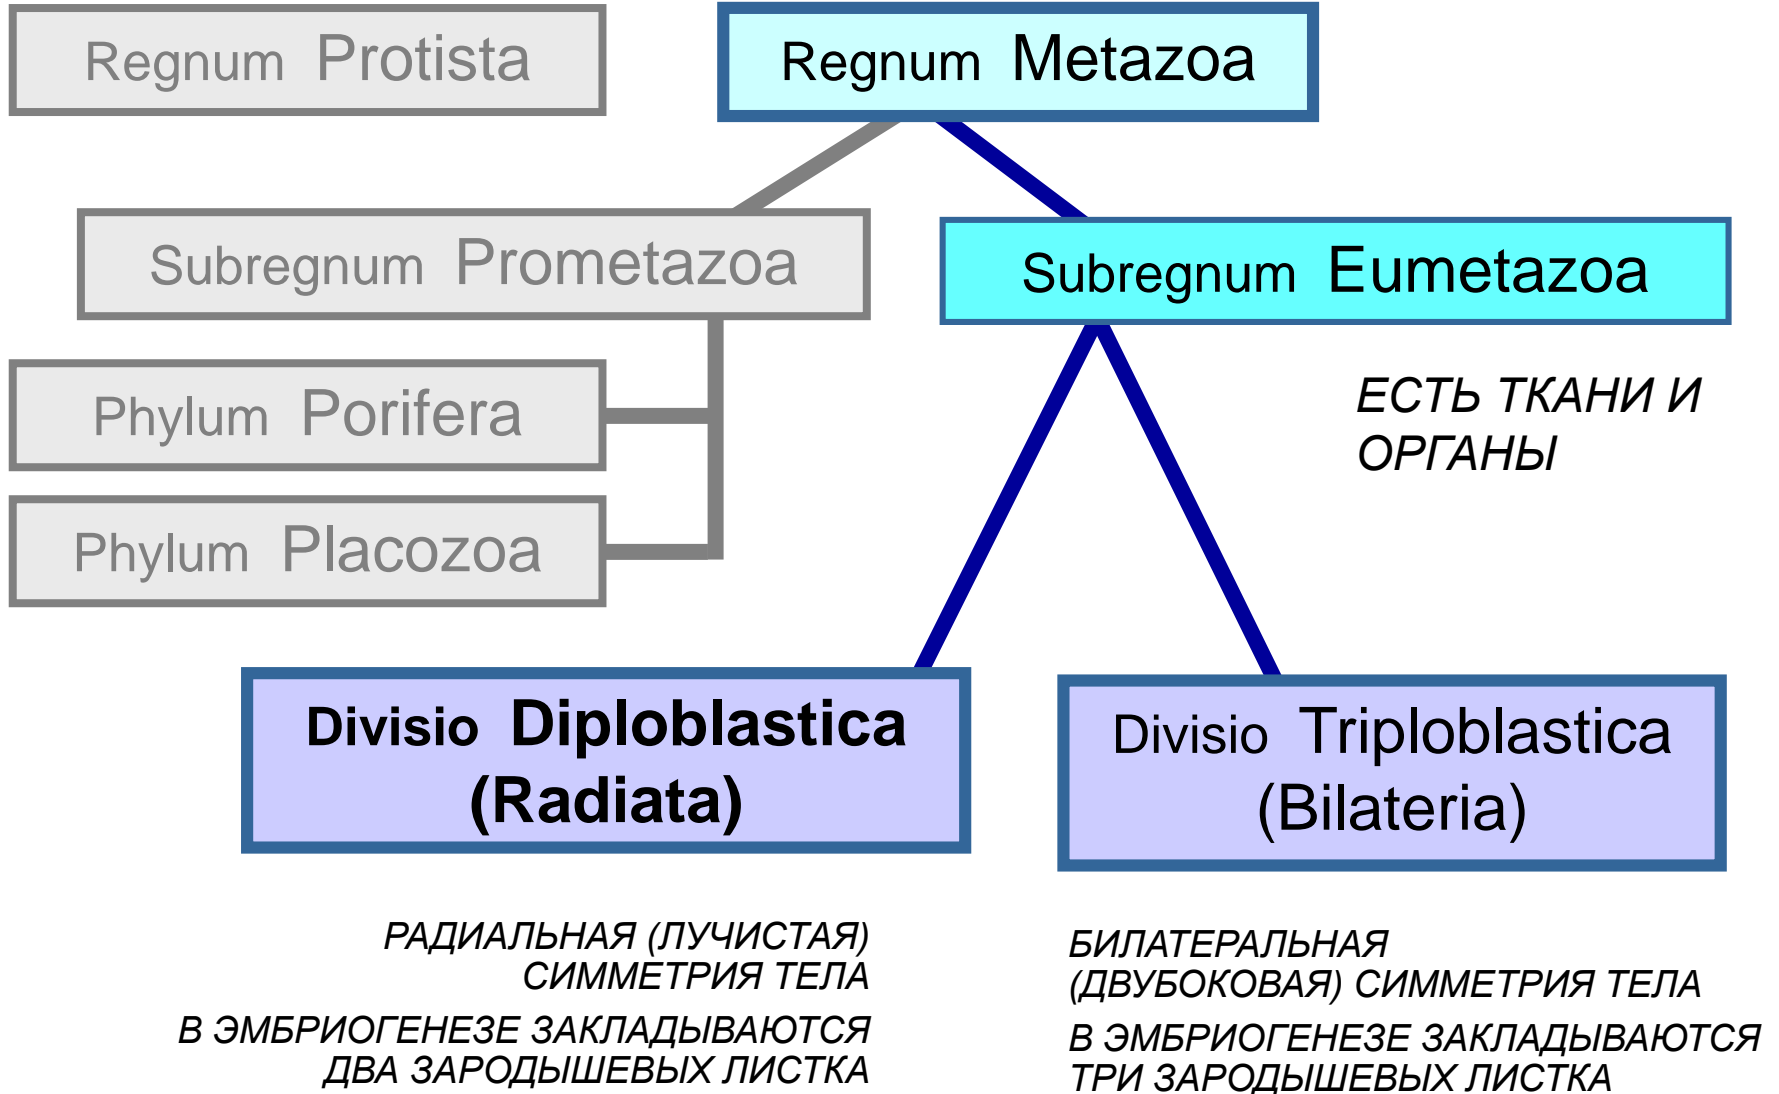 Regnum Protista
Regnum Metazoa
Subregnum Prometazoa
Subregnum Eumetazoa
Phylum Porifera
Phylum Placozoa
ЕСТЬ ТКАНИ И
ОРГАНЫ
Divisio Diploblastica
(Radiata)
Divisio Triploblastica
(Bilateria)
РАДИАЛЬНАЯ (ЛУЧИСТАЯ)
СИММЕТРИЯ ТЕЛА
В ЭМБРИОГЕНЕЗЕ ЗАКЛАДЫВАЮТСЯ
ДВА ЗАРОДЫШЕВЫХ ЛИСТКА
БИЛАТЕРАЛЬНАЯ
(ДВУБОКОВАЯ) СИММЕТРИЯ ТЕЛА
В ЭМБРИОГЕНЕЗЕ ЗАКЛАДЫВАЮТСЯ
ТРИ ЗАРОДЫШЕВЫХ ЛИСТКА